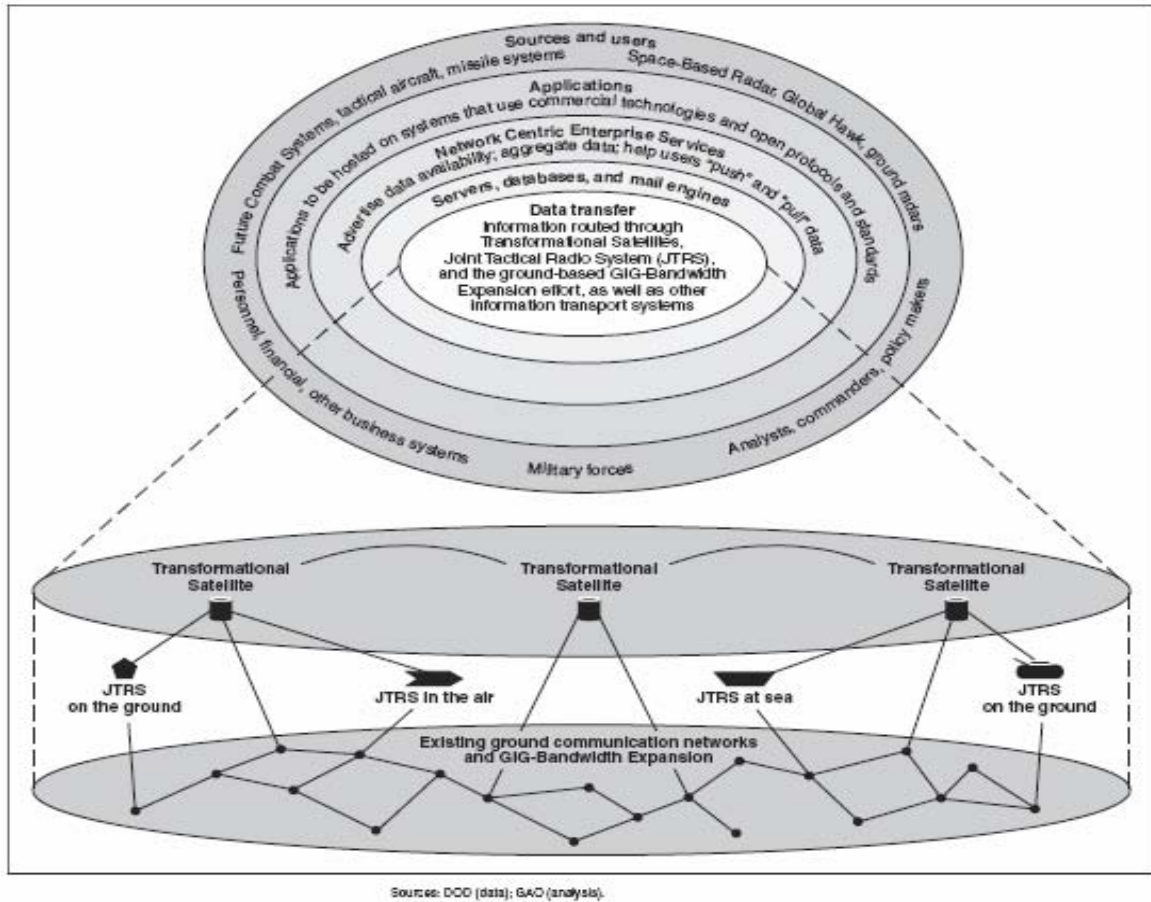 Sources and users
Future Combat Systems, tactical aircraft, missile systems
Space-Based Radar, Global Hawk, ground radars
Applications
Applications to be hosted on systems that use commercial technologies and open protocols and standards
Network Centric Enterprise Services
Advertise data availability; aggregate data; help users "push" and "pull" data
Servers, databases, and mail engines
Data transfer
Information routed through
Transformational Satellites,
Joint Tactical Radio System (JTRS),
and the ground-based GIG-Bandwidth
Expansion effort, as well as other
information transport systems
Personnel, financial, other business systems
Military forces
Analysts, commanders, policy makers
Transformational
Satellite
Transformational
Satellite
Transformational
Satellite
JTRS
on the ground
JTRS in the air
JTRS at sea
JTRS
on the ground
Existing ground communication networks
and GIG-Bandwidth Expansion
Sources: DOD (data); GAO (analysis).